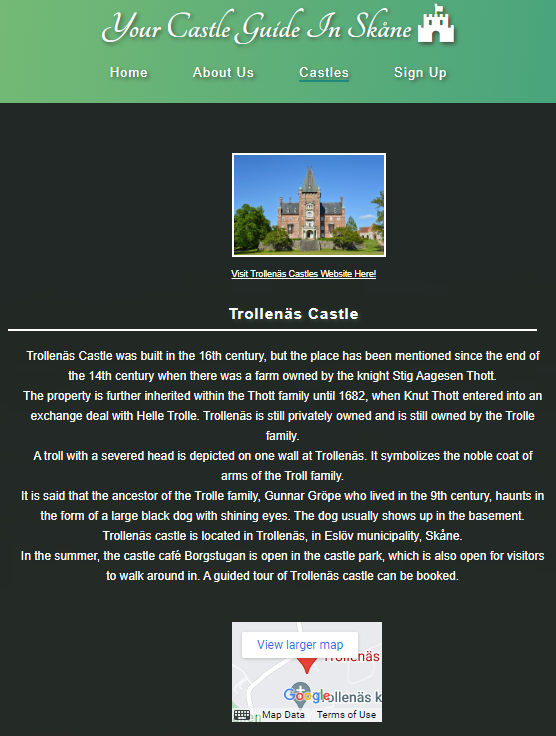 Your Castle Guide In Skåne
Home About Us Castles Sign Up
Visit Trollenäs Castles Website Here!
Trollenäs Castle
Trollenäs Castle was built in the 16th century, but the place has been mentioned since the end of
the 14th century when there was a farm owned by the knight Stig Aagesen Thott.
The property is further inherited within the Thott family until 1682, when Knut Thott entered into an
exchange deal with Helle Trolle. Trollenäs is still privately owned and is still owned by the Trolle
family.
A troll with a severed head is depicted on one wall at Trollenäs. It symbolizes the noble coat of
arms of the Troll family.
It is said that the ancestor of the Trolle family, Gunnar Gröpe who lived in the 9th century, haunts in
the form of a large black dog with shining eyes. The dog usually shows up in the basement.
Trollenäs castle is located in Trollenäs, in Eslöv municipality, Skåne.
In the summer, the castle café Borgstugan is open in the castle park, which is also open for visitors
to walk around in. A guided tour of Trollenäs castle can be booked.
View larger map
Trollenäs
Google
Trollenäs k
Map Data Terms of Use